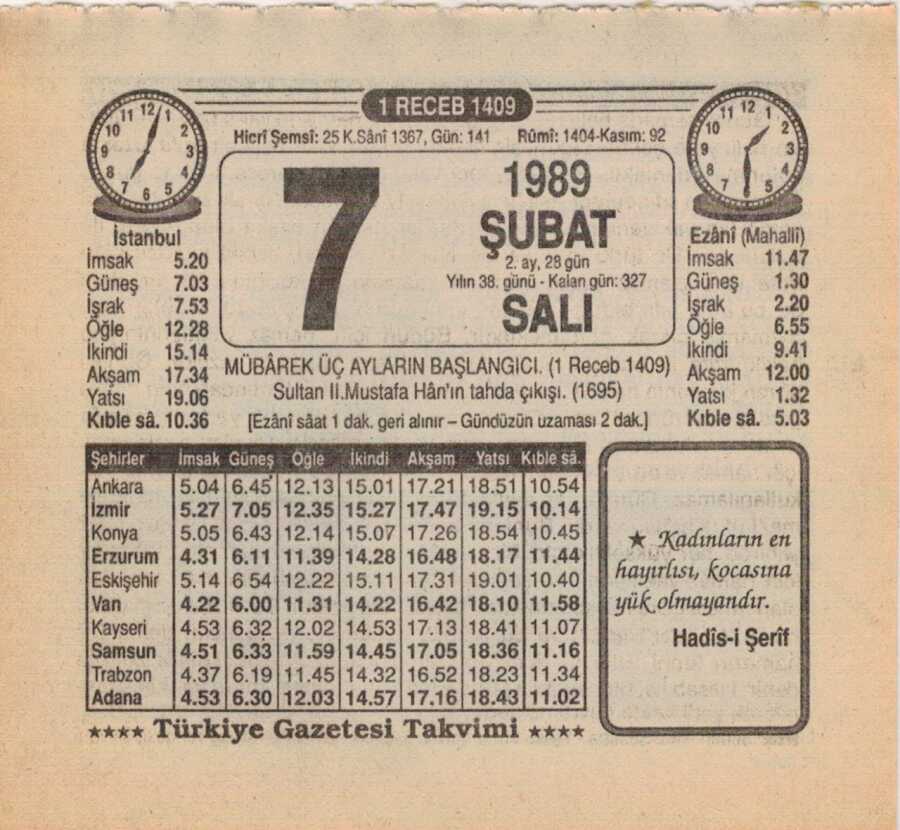 1 RECEB 1409
Hicrî Şemsî: 25 K.Sânî 1367, Gün: 141 Rûmî: 1404-Kasım: 92
7
1989
ŞUBAT
2. ay, 28 gün
Yılın 38. günü - Kalan gün: 327
SALI
İstanbul
İmsak 5.20
Güneş 7.03
İşrak 7.53
Öğle 12.28
İkindi 15.14
Akşam 17.34
Yatsı 19.06
Kıble sâ. 10.36
Ezânî (Mahallî)
İmsak 11.47
Güneş 1.30
İşrak 2.20
Öğle 6.55
İkindi 9.41
Akşam 12.00
Yatsı 1.32
Kıble sâ. 5.03
MÜBÂREK ÜÇ AYLARIN BAŞLANGICI. (1 Receb 1409)
Sultan II.Mustafa Hân'ın tahda çıkışı. (1695)
[Ezânî sâat 1 dak. geri alınır – Gündüzün uzaması 2 dak.]
Şehirler İmsak Güneş Öğle İkindi Akşam Yatsı Kıble sâ.
Ankara 5.04 6.45 12.13 15.01 17.21 18.51 10.54
İzmir 5.27 7.05 12.35 15.27 17.47 19.15 10.14
Konya 5.05 6.43 12.14 15.07 17.26 18.54 10.45
Erzurum 4.31 6.11 11.39 14.28 16.48 18.17 11.44
Eskişehir 5.14 6 54 12.22 15.11 17.31 19.01 10.40
Van 4.22 6.00 11.31 14.22 16.42 18.10 11.58
Kayseri 4.53 6.32 12.02 14.53 17.13 18.41 11.07
Samsun 4.51 6.33 11.59 14.45 17.05 18.36 11.16
Trabzon 4.37 6.19 11.45 14.32 16.52 18.23 11.34
Adana 4.53 6.30 12.03 14.57 17.16 18.43 11.02
★★★★ Türkiye Gazetesi Takvimi ★★★★
★ Kadınların en
hayırlısı, kocasına
yük olmayandır.
Hadîs-i Şerîf